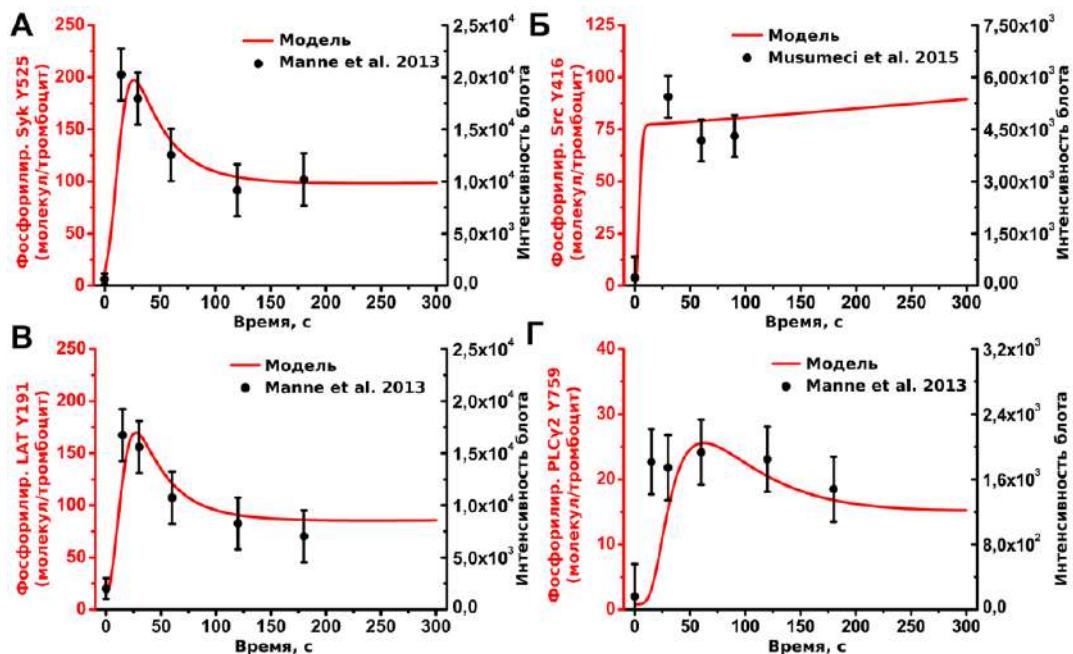 А
Фосфорилир. Syk Y525
(молекул/тромбоцит)
250
200
150
100
50
0
Модель
Manne et al. 2013
2,5x10⁴
2,0x10⁴
1,5x10⁴
1,0x10⁴
5,0x10³
0,0
Интенсивность блота
0 50 100 150 200 250 300
Время, с
Б
Фосфорилир. Src Y416
(молекул/тромбоцит)
125
100
75
50
25
0
Модель
Musumeci et al. 2015
7,50x10³
6,00x10³
4,50x10³
3,00x10³
1,50x10³
0,00
Интенсивность блота
0 50 100 150 200 250 300
Время, с
В
Фосфорилир. LAT Y191
(молекул/тромбоцит)
250
200
150
100
75
50
25
0
Модель
Manne et al. 2013
2,5x10⁴
2,0x10⁴
1,5x10⁴
1,0x10⁴
5,0x10³
0,0
Интенсивность блота
0 50 100 150 200 250 300
Время, с
Г
Фосфорилир. PLCγ2 Y759
(молекул/тромбоцит)
40
30
20
10
0
Модель
Manne et al. 2013
3,2x10³
2,4x10³
1,6x10³
8,0x10²
0,0
Интенсивность блота
0 50 100 150 200 250 300
Время, с